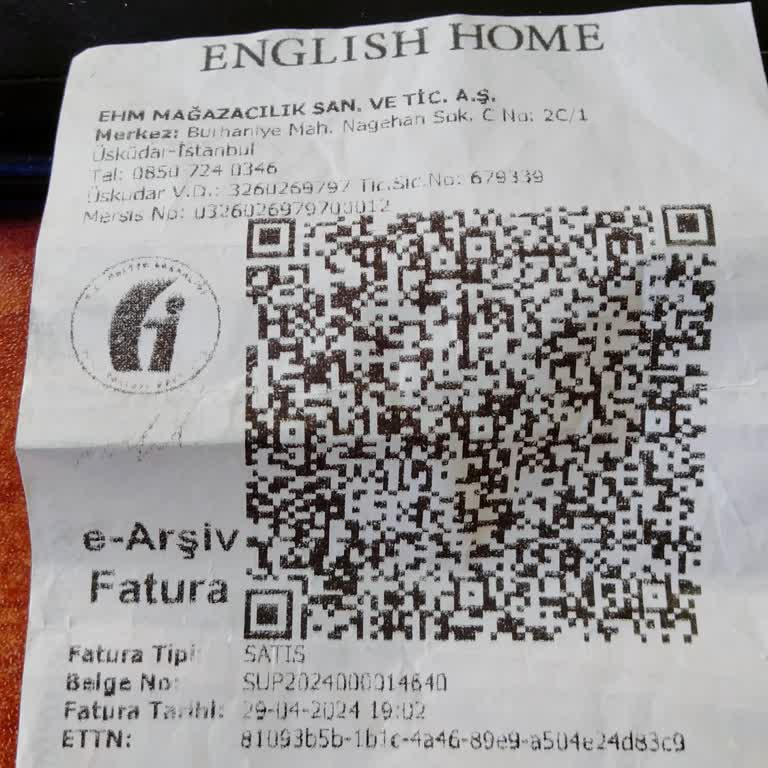 ENGLISH HOME
EHM MAĞAZACILIK SAN. VE TİC. A.Ş.
Merkez: Burhaniye Mah. Nagehan Sok. C No: 2C/1
Üsküdar-İstanbul
Tel: 0850 724 0346
Üsküdar V.D.: 3260269797 Tic.Sic.No: 679339
Mersis No: 0326026979700012
e-Arşiv
Fatura
Fatura Tipi: SATIS
Belge No: SUP2024000014640
Fatura Tarihi: 29-04-2024 19:02
ETTN: 81093b5b-1b1c-4a46-89e9-a504e24d83c9